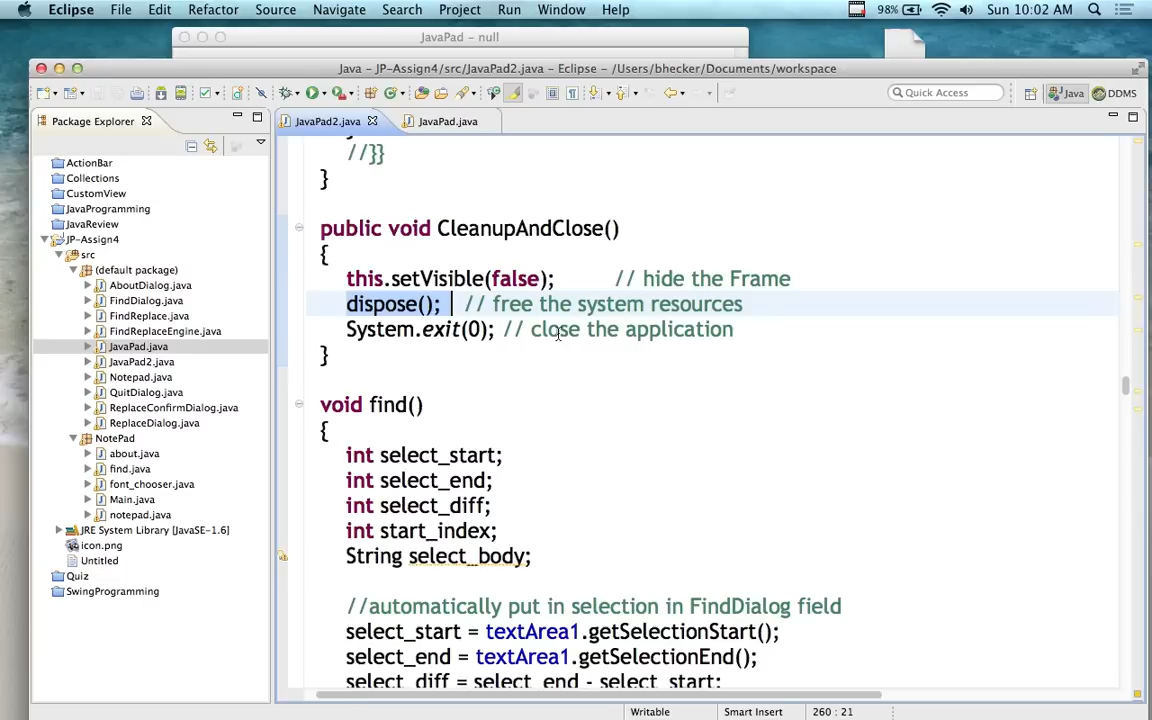 Eclipse File Edit Refactor Source Navigate Search Project Run Window Help 98% Sun 10:02 AM
JavaPad - null
Java - JP-Assign4/src/JavaPad2.java - Eclipse - /Users/bhecker/Documents/workspace
Quick Access Java DDMS
Package Explorer
JavaPad2.java JavaPad.java
ActionBar
Collections
CustomView
JavaProgramming
JavaReview
JP-Assign4
src
(default package)
AboutDialog.java
FindDialog.java
FindReplace.java
FindReplaceEngine.java
JavaPad.java
JavaPad2.java
Notepad.java
QuitDialog.java
ReplaceConfirmDialog.java
ReplaceDialog.java
NotePad
about.java
find.java
font_chooser.java
Main.java
notepad.java
JRE System Library [JavaSE-1.6]
icon.png
Untitled
Quiz
SwingProgramming
//}}
}
public void CleanupAndClose()
{
this.setVisible(false); // hide the Frame
dispose(); // free the system resources
System.exit(0); // close the application
}
void find()
{
int select_start;
int select_end;
int select_diff;
int start_index;
String select_body;
//automatically put in selection in FindDialog field
select_start = textArea1.getSelectionStart();
select_end = textArea1.getSelectionEnd();
select_diff = select_end - select_start;
Writable Smart Insert 260 : 21